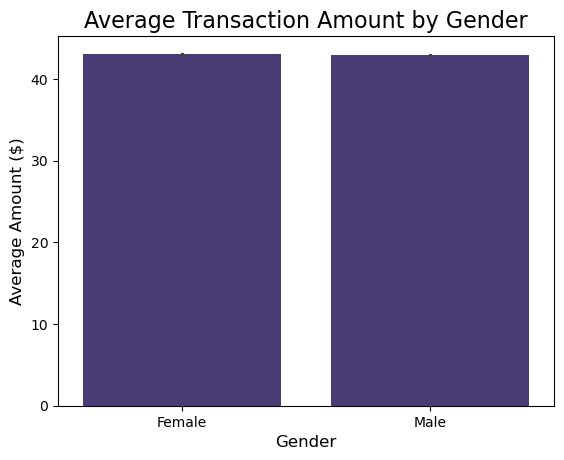 Average Transaction Amount by Gender
Average Amount ($)
40
30
20
10
0
Female Male
Gender